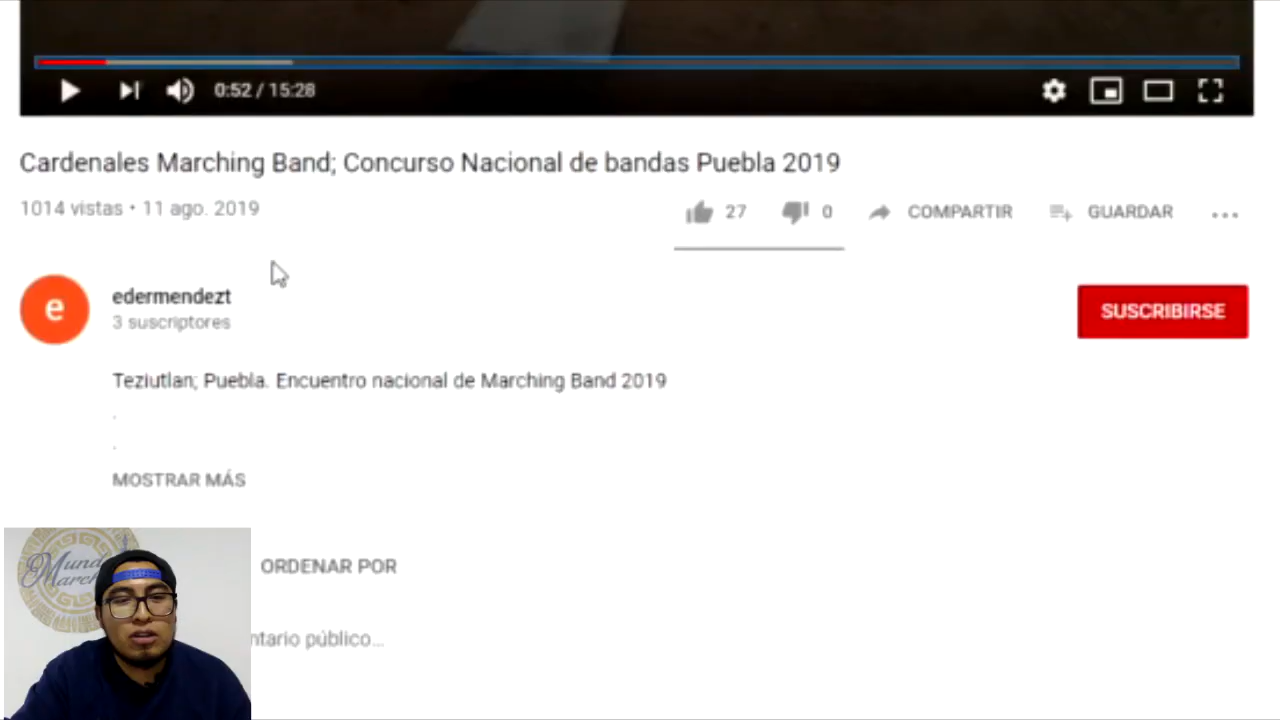 0:52 / 15:28
Cardenales Marching Band; Concurso Nacional de bandas Puebla 2019
1014 vistas • 11 ago. 2019
27
0
COMPARTIR
GUARDAR
e
edermendezt
3 suscriptores
SUSCRIBIRSE
Teziutlan; Puebla. Encuentro nacional de Marching Band 2019
.
.
MOSTRAR MÁS
ORDENAR POR
público...